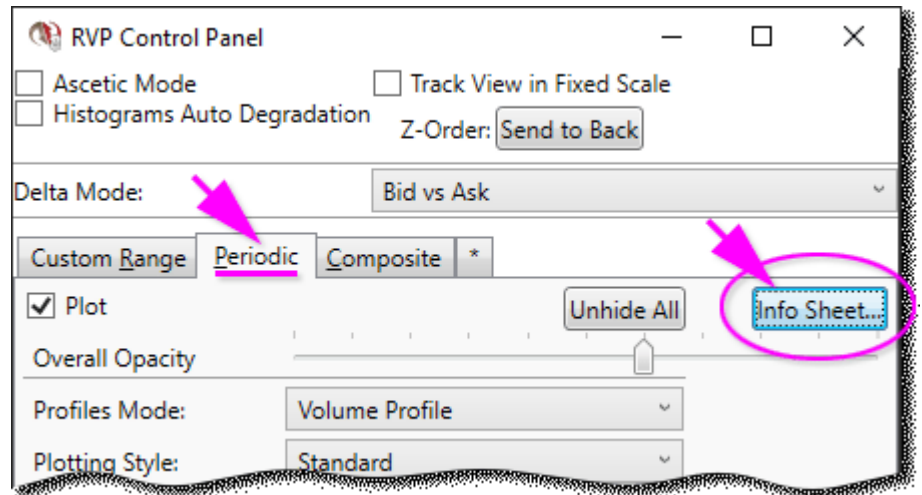 RVP Control Panel
Ascetic Mode
Track View in Fixed Scale
Histograms Auto Degradation
Z-Order: Send to Back
Delta Mode: Bid vs Ask
Custom Range Periodic Composite *
Plot Unhide All Info Sheet...
Overall Opacity
Profiles Mode: Volume Profile
Plotting Style: Standard